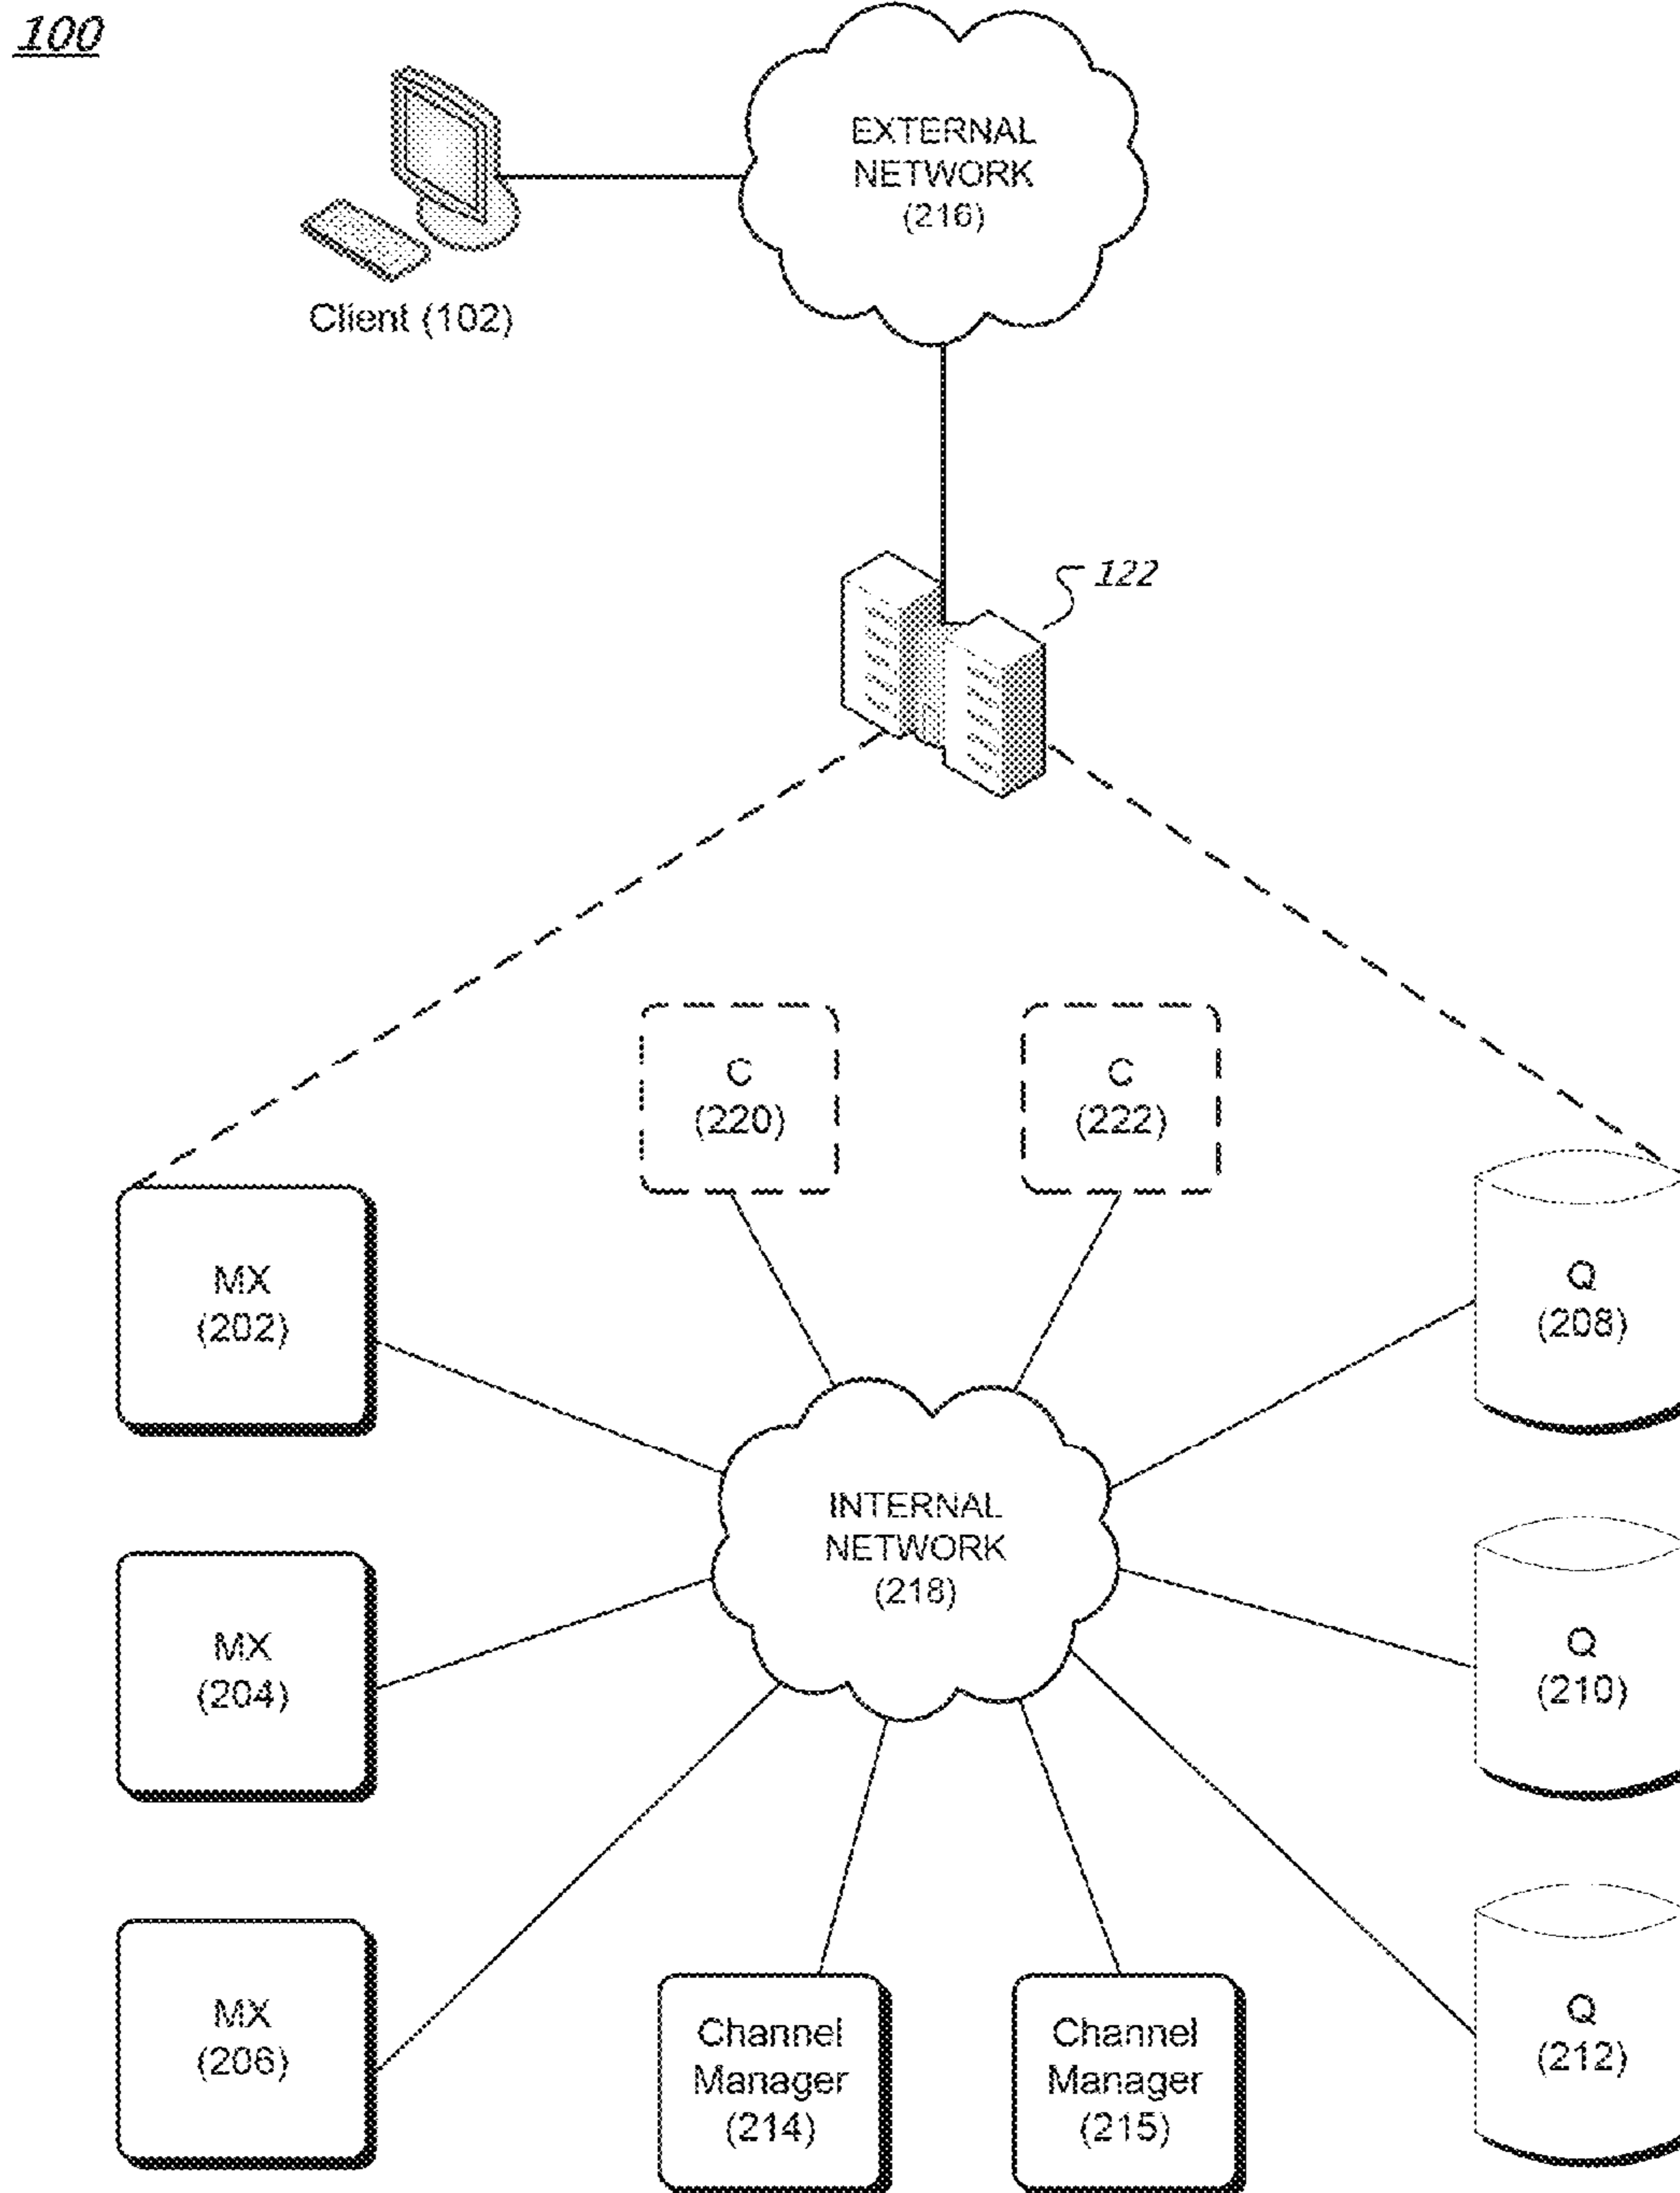 100
EXTERNAL
NETWORK
(216)
Client (102)
122
C
(220)
C
(222)
MX
(202)
Q
(208)
INTERNAL
NETWORK
(218)
MX
(204)
Q
(210)
MX
(206)
Channel
Manager
(214)
Channel
Manager
(215)
Q
(212)